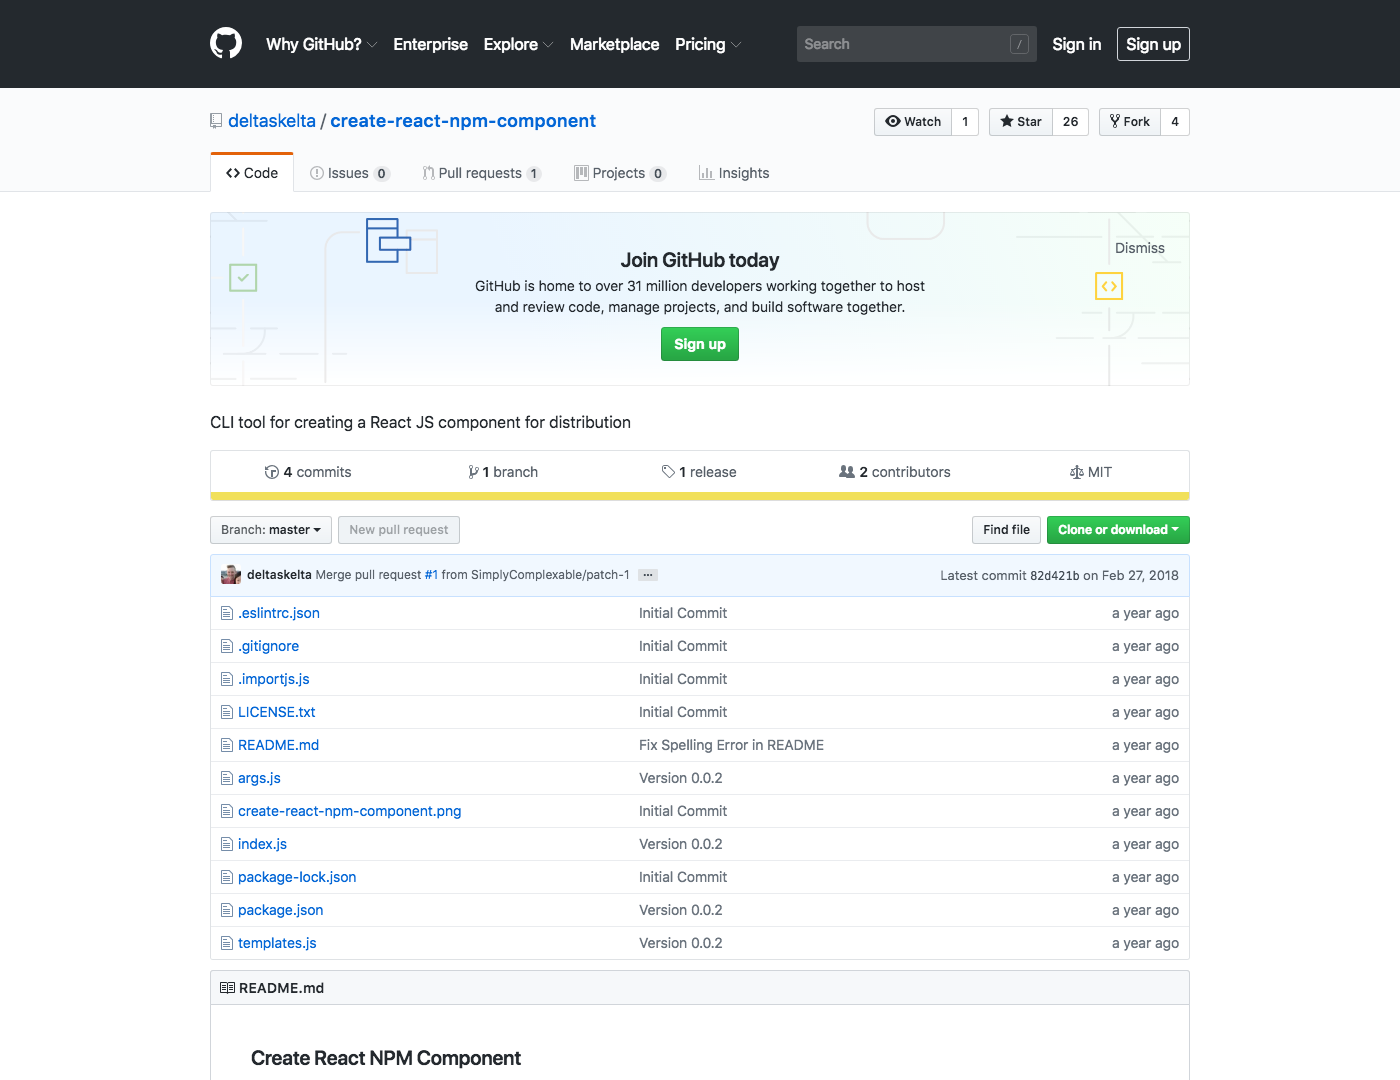 Why GitHub? Enterprise Explore Marketplace Pricing Search / Sign in Sign up
deltaskelta / create-react-npm-component Watch 1 Star 26 Fork 4
Code Issues 0 Pull requests 1 Projects 0 Insights
Dismiss
Join GitHub today
GitHub is home to over 31 million developers working together to host
and review code, manage projects, and build software together.
Sign up
CLI tool for creating a React JS component for distribution
4 commits 1 branch 1 release 2 contributors MIT
Branch: master New pull request Find file Clone or download
deltaskelta Merge pull request #1 from SimplyComplexable/patch-1 … Latest commit 82d421b on Feb 27, 2018
.eslintrc.json Initial Commit a year ago
.gitignore Initial Commit a year ago
.importjs.js Initial Commit a year ago
LICENSE.txt Initial Commit a year ago
README.md Fix Spelling Error in README a year ago
args.js Version 0.0.2 a year ago
create-react-npm-component.png Initial Commit a year ago
index.js Version 0.0.2 a year ago
package-lock.json Initial Commit a year ago
package.json Version 0.0.2 a year ago
templates.js Version 0.0.2 a year ago
README.md
Create React NPM Component